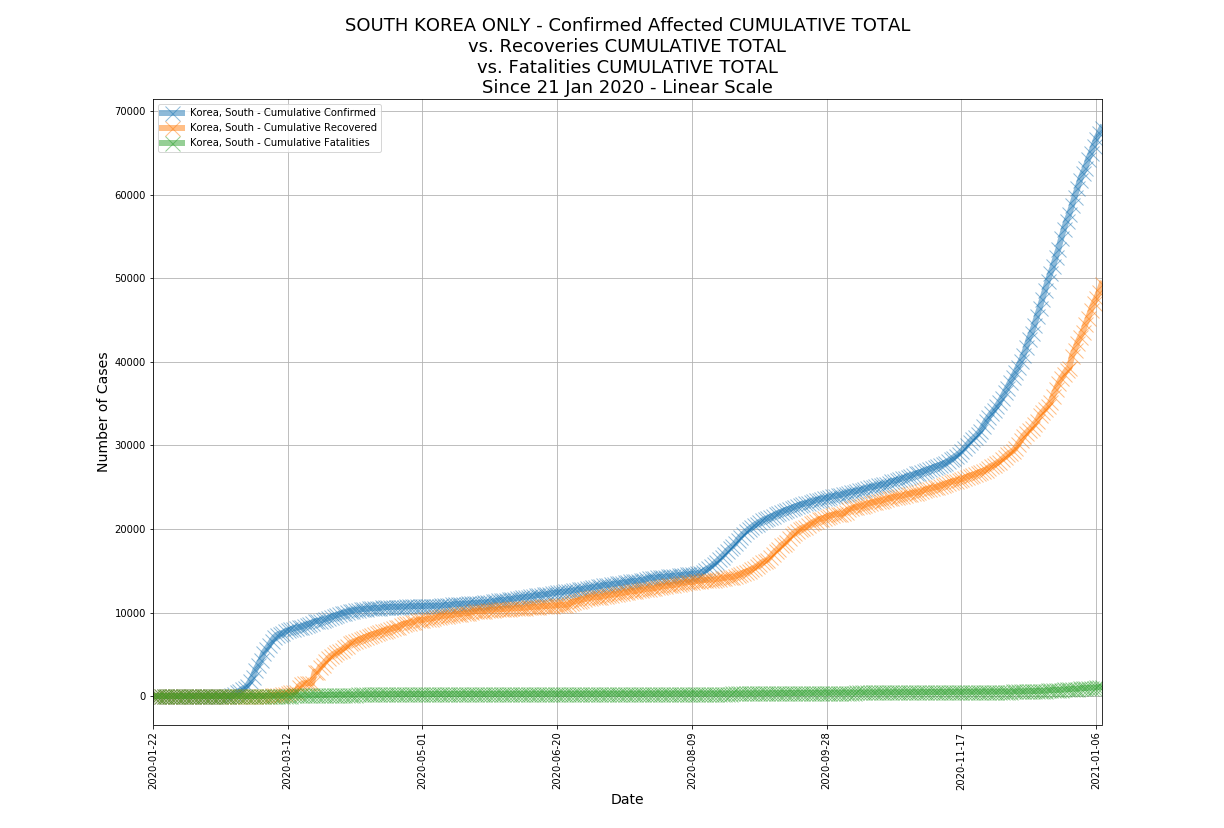 SOUTH KOREA ONLY - Confirmed Affected CUMULATIVE TOTAL
vs. Recoveries CUMULATIVE TOTAL
vs. Fatalities CUMULATIVE TOTAL
Since 21 Jan 2020 - Linear Scale
Korea, South - Cumulative Confirmed
Korea, South - Cumulative Recovered
Korea, South - Cumulative Fatalities
Number of Cases
70000
60000
50000
40000
30000
20000
10000
0
2020-01-22
2020-03-12
2020-05-01
2020-06-20
2020-08-09
2020-09-28
2020-11-17
2021-01-06
Date